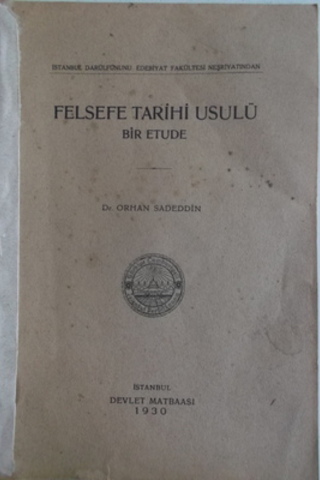 İSTANBUL DARÜLFÜNUNU EDEBİYAT FAKÜLTESİ NEŞRİYATINDAN
FELSEFE TARİHİ USULÜ
BİR ETUDE
Dr ORHAN SADEDDİN
İSTANBUL
DEVLET MATBAASI
1930